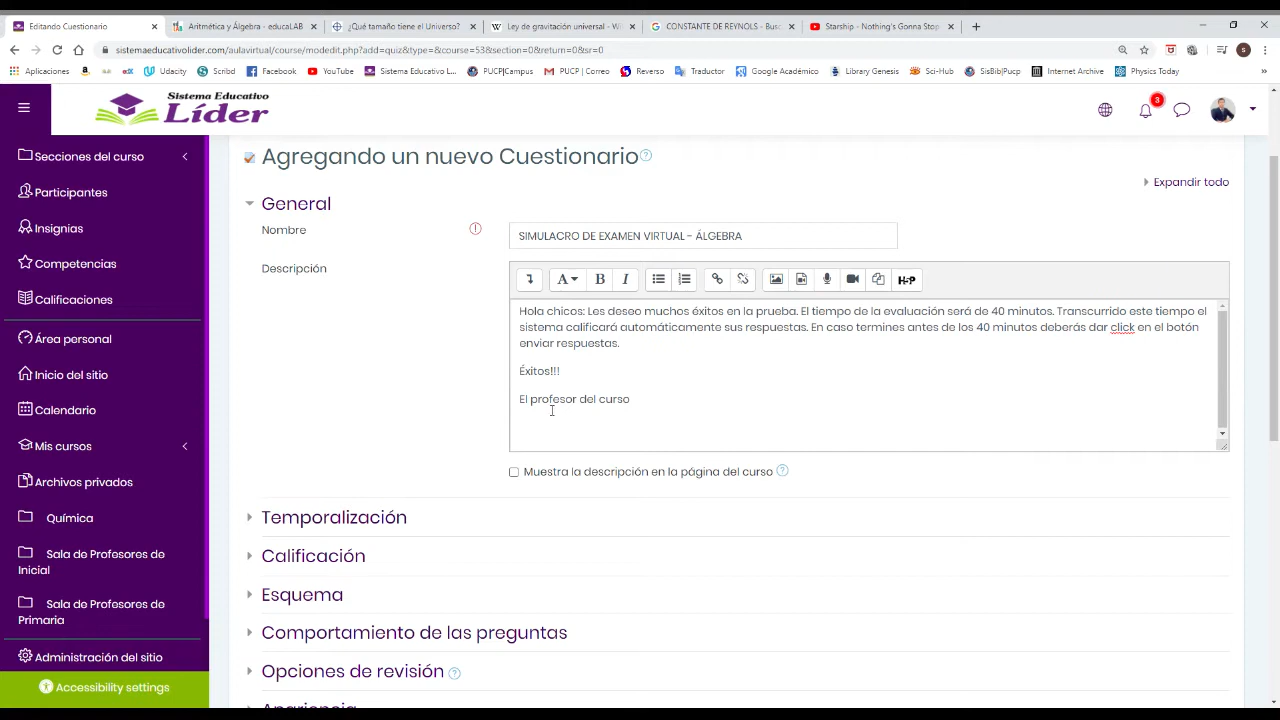 Editando Cuestionario
Aritmética y Álgebra - educaLAB
¿Qué tamaño tiene el Universo?
Ley de gravitación universal - Wi
CONSTANTE DE REYNOLS - Busc
Starship - Nothing's Gonna Stop
sistemaeducativolider.com/aulavirtual/course/modedit.php?add=quiz&type=&course=53&section=0&return=0&sr=0
Aplicaciones
Udacity
Scribd
Facebook
YouTube
Sistema Educativo L...
PUCP|Campus
PUCP | Correo
Reverso
Traductor
Google Académico
Library Genesis
Sci-Hub
SisBib|Pucp
Internet Archive
Physics Today
Sistema Educativo
Líder
3
Secciones del curso
Participantes
Insignias
Competencias
Calificaciones
Área personal
Inicio del sitio
Calendario
Mis cursos
Archivos privados
Química
Sala de Profesores de
Inicial
Sala de Profesores de
Primaria
Administración del sitio
Accessibility settings
Agregando un nuevo Cuestionario
Expandir todo
General
Nombre
SIMULACRO DE EXAMEN VIRTUAL - ÁLGEBRA
Descripción
A B I H-P
Hola chicos: Les deseo muchos éxitos en la prueba. El tiempo de la evaluación será de 40 minutos. Transcurrido este tiempo el
sistema calificará automáticamente sus respuestas. En caso termines antes de los 40 minutos deberás dar click en el botón
enviar respuestas.
Éxitos!!!
El profesor del curso
Muestra la descripción en la página del curso
Temporalización
Calificación
Esquema
Comportamiento de las preguntas
Opciones de revisión
Apariencia